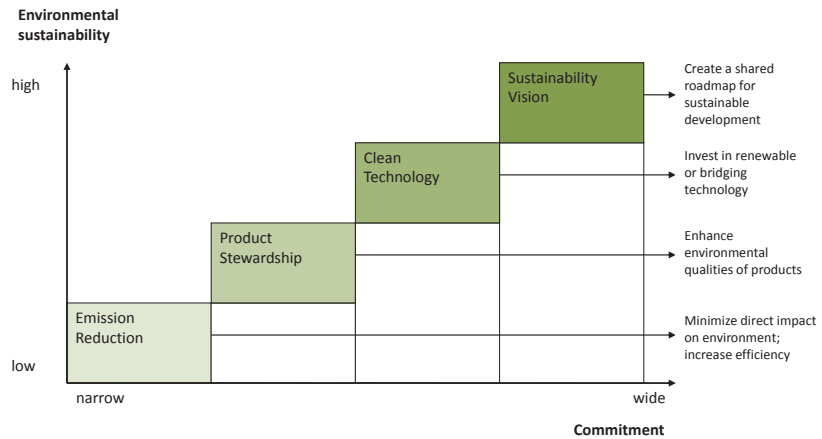 Environmental
sustainability
high
Sustainability
Vision
Create a shared
roadmap for
sustainable
development
Clean
Technology
Invest in renewable
or bridging
technology
Product
Stewardship
Enhance
environmental
qualities of products
Emission
Reduction
Minimize direct impact
on environment;
increase efficiency
low
narrow
wide
Commitment